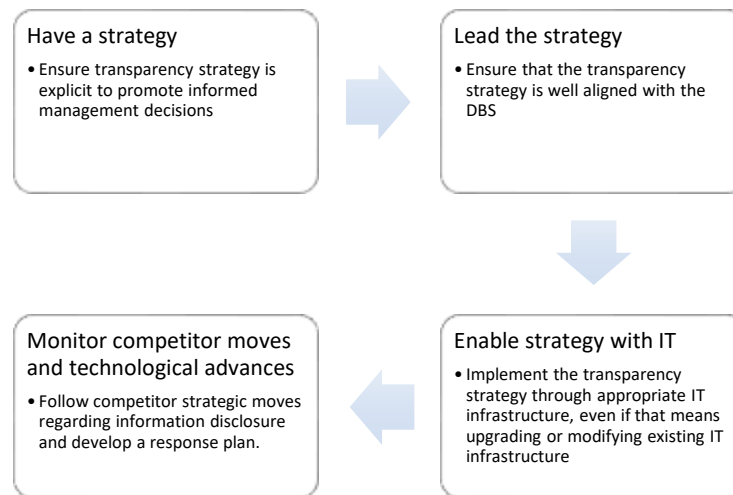 Have a strategy
• Ensure transparency strategy is
explicit to promote informed
management decisions
Lead the strategy
• Ensure that the transparency
strategy is well aligned with the
DBS
Enable strategy with IT
• Implement the transparency
strategy through appropriate IT
infrastructure, even if that means
upgrading or modifying existing IT
infrastructure
Monitor competitor moves
and technological advances
• Follow competitor strategic moves
regarding information disclosure
and develop a response plan.